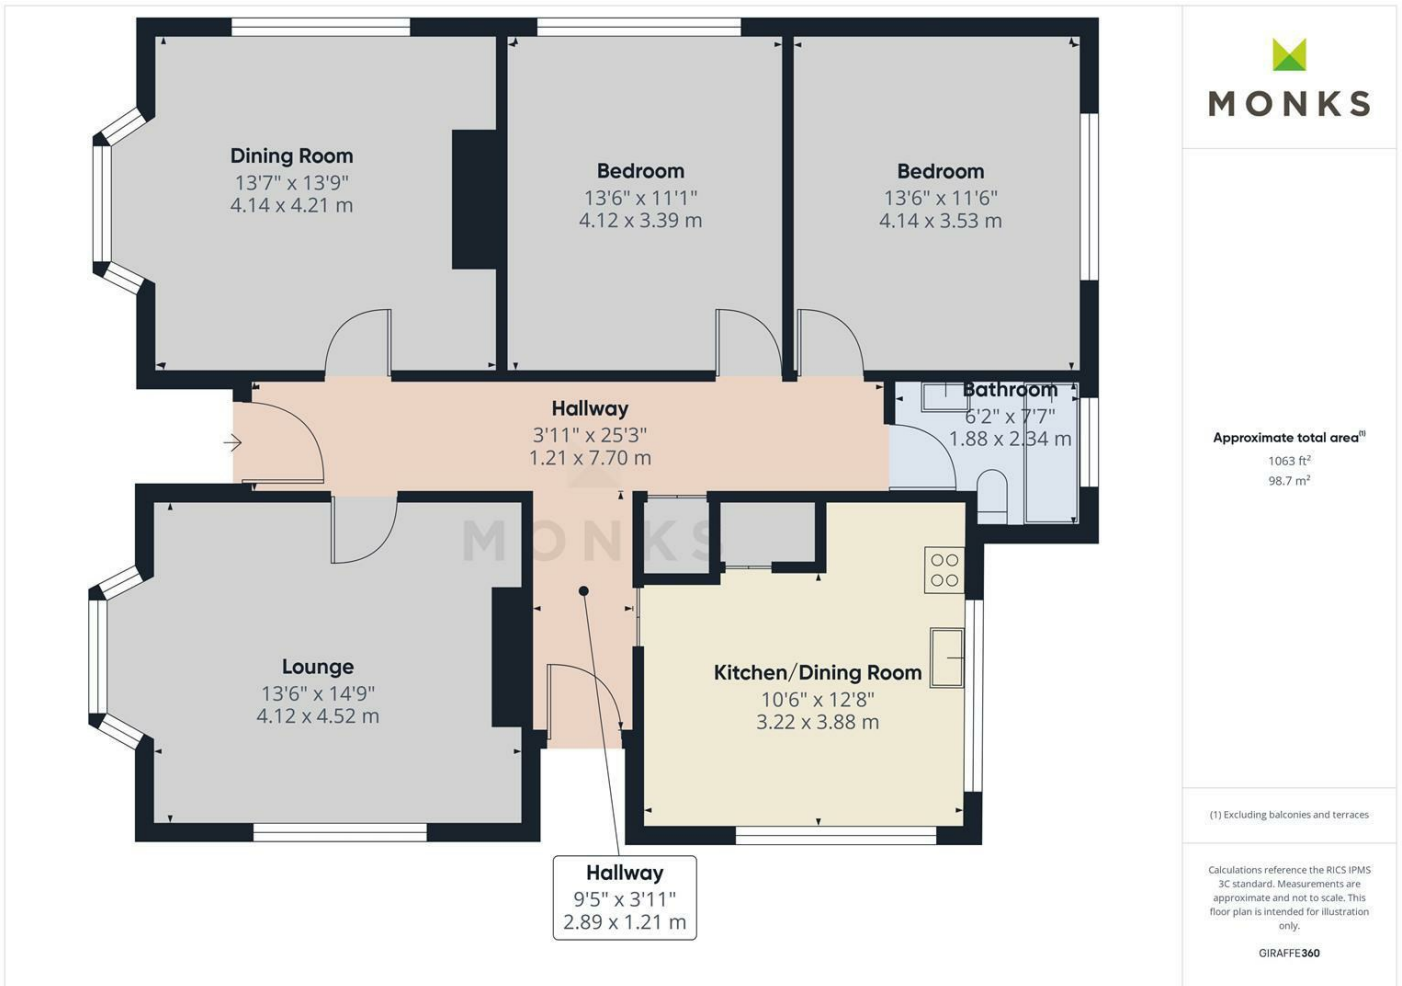 Dining Room
13'7" x 13'9"
4.14 x 4.21 m
Bedroom
13'6" x 11'1"
4.12 x 3.39 m
Bedroom
13'6" x 11'6"
4.14 x 3.53 m
Hallway
3'11" x 25'3"
1.21 x 7.70 m
Bathroom
6'2" x 7'7"
1.88 x 2.34 m
MONKS
Lounge
13'6" x 14'9"
4.12 x 4.52 m
Kitchen/Dining Room
10'6" x 12'8"
3.22 x 3.88 m
Hallway
9'5" x 3'11"
2.89 x 1.21 m
MONKS
Approximate total area(1)
1063 ft²
98.7 m²
(1) Excluding balconies and terraces
Calculations reference the RICS IPMS
3C standard. Measurements are
approximate and not to scale. This
floor plan is intended for illustration
only.
GIRAFFE360